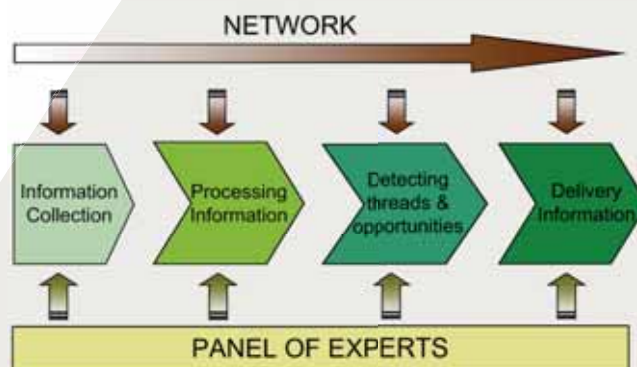 NETWORK
Information
Collection
Processing
Information
Detecting
threads &
opportunities
Delivery
Information
PANEL OF EXPERTS